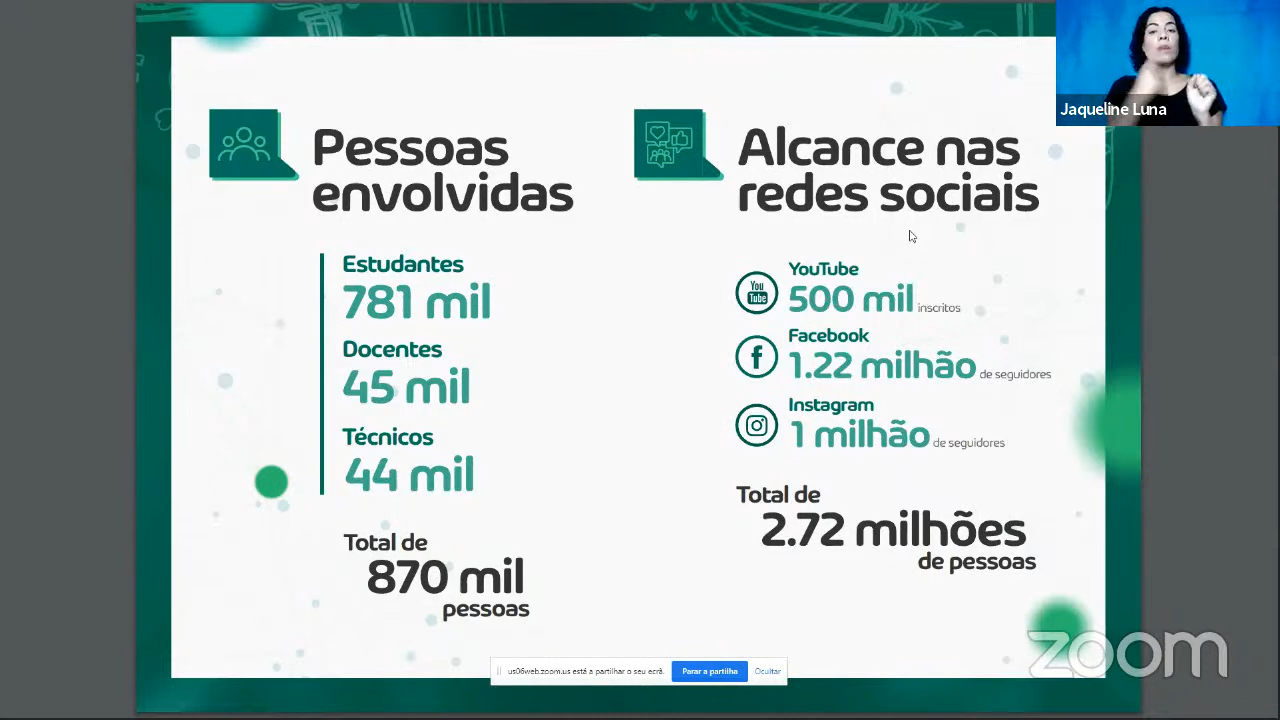 Jaqueline Luna
Pessoas
envolvidas
Estudantes
781 mil
Docentes
45 mil
Técnicos
44 mil
Total de
870 mil
pessoas
Alcance nas
redes sociais
You
Tube
YouTube
500 mil inscritos
Facebook
1.22 milhão de seguidores
Instagram
1 milhão de seguidores
Total de
2.72 milhões
de pessoas
us06web.zoom.us está a partilhar o seu ecrã. Parar a partilha Ocultar
zoom